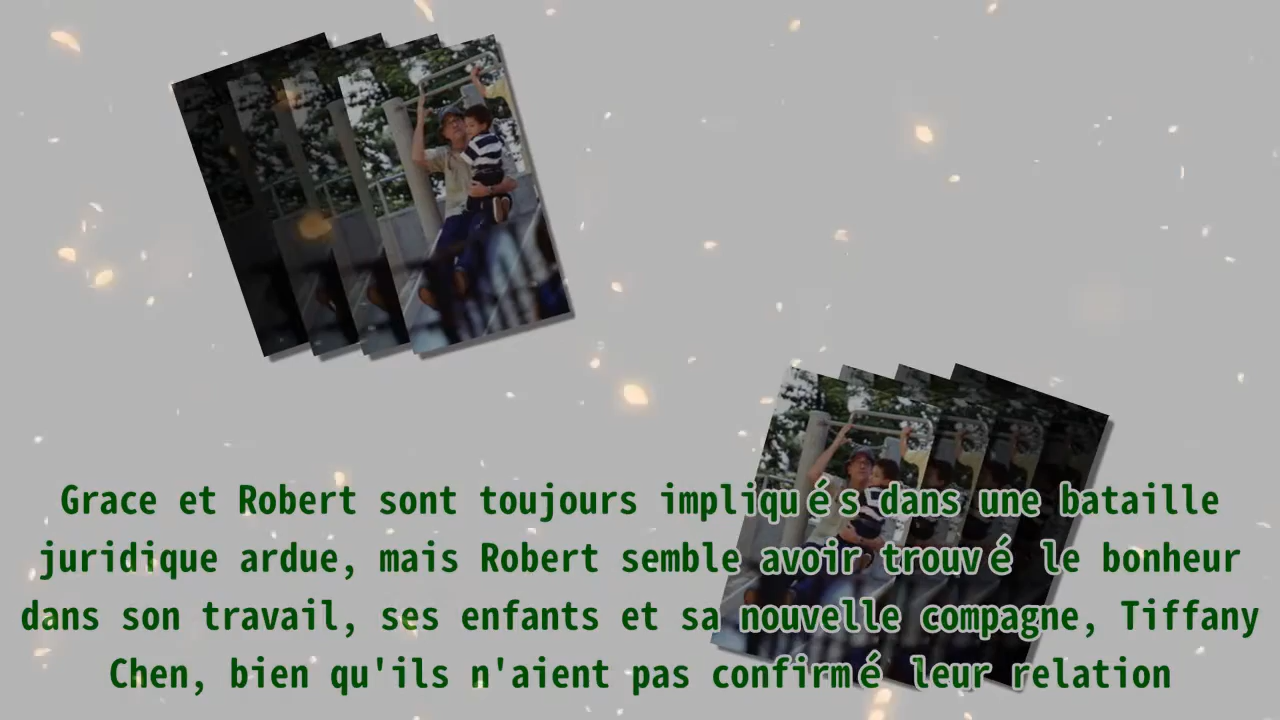 Grace et Robert sont toujours impliqués dans une bataille
juridique ardue, mais Robert semble avoir trouvé le bonheur
dans son travail, ses enfants et sa nouvelle compagne, Tiffany
Chen, bien qu'ils n'aient pas confirmé leur relation